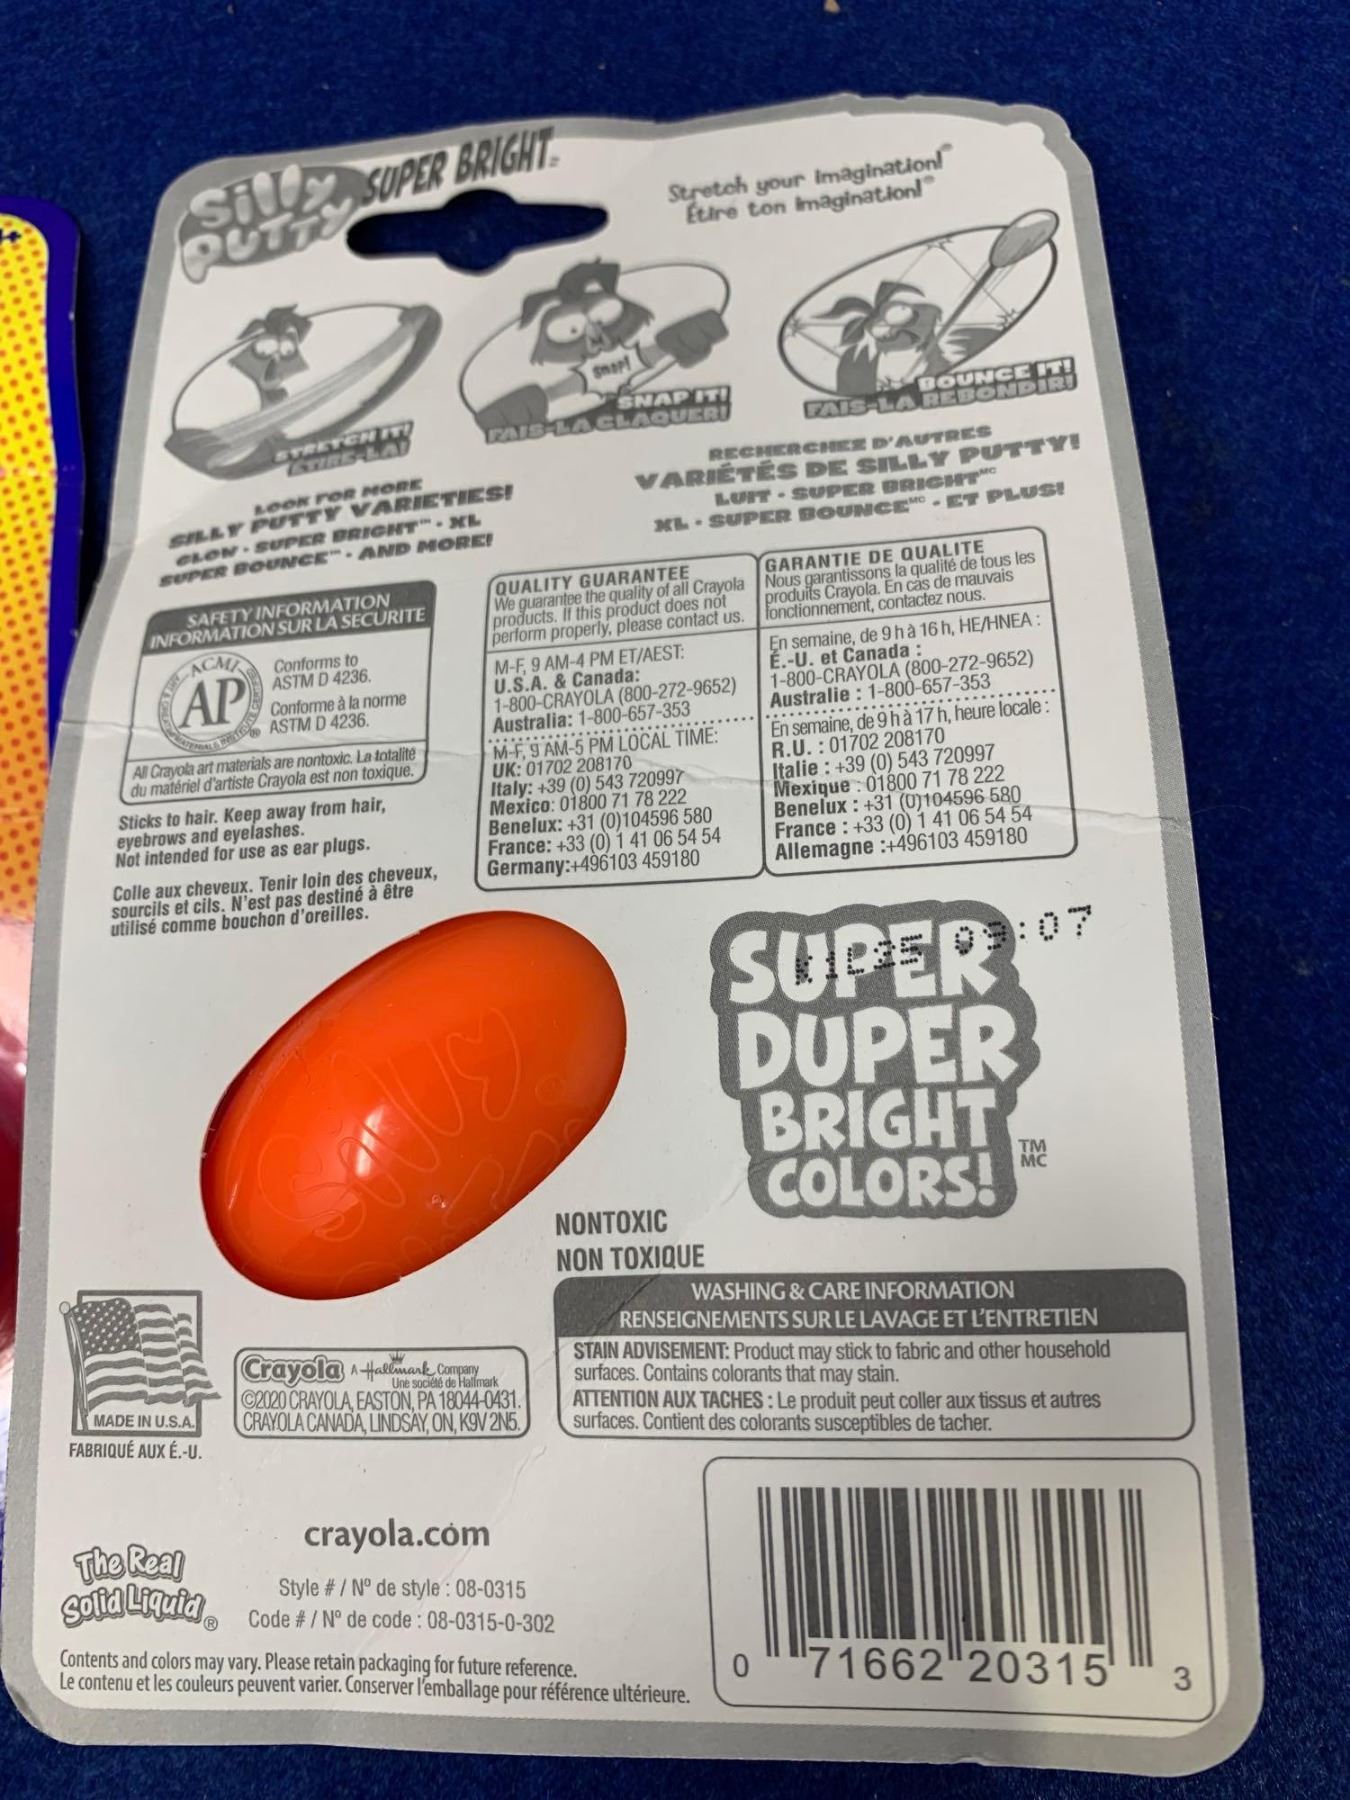 Silly
PUTTY
SUPER BRIGHT™
Stretch your Imagination!®
Étire ton Imagination!®
STRETCH IT!
ÉTIRE-LA!
Snap!
SNAP IT!
FAIS-LA CLAQUER!
BOUNCE IT!
FAIS-LA REBONDIR!
LOOK FOR MORE
SILLY PUTTY VARIETIES!
GLOW • SUPER BRIGHT™ • XL
SUPER BOUNCE™ • AND MORE!
RECHERCHEZ D'AUTRES
VARIÉTÉS DE SILLY PUTTY!
LUIT • SUPER BRIGHT MC
XL • SUPER BOUNCE MC • ET PLUS!
SAFETY INFORMATION
INFORMATION SUR LA SÉCURITÉ
ACMI
AP
Conforms to
ASTM D 4236.
Conforme à la norme
ASTM D 4236.
All Crayola art materials are nontoxic. La totalité
du matériel d'artiste Crayola est non toxique.
Sticks to hair. Keep away from hair,
eyebrows and eyelashes.
Not intended for use as ear plugs.
Colle aux cheveux. Tenir loin des cheveux,
sourcils et cils. N'est pas destiné à être
utilisé comme bouchon d'oreilles.
QUALITY GUARANTEE
We guarantee the quality of all Crayola
products. If this product does not
perform properly, please contact us.
M-F, 9 AM-4 PM ET/AEST:
U.S.A. & Canada:
1-800-CRAYOLA (800-272-9652)
Australia: 1-800-657-353
M-F, 9 AM-5 PM LOCAL TIME:
UK: 01702 208170
Italy: +39 (0) 543 720997
Mexico: 01800 71 78 222
Benelux: +31 (0)104596 580
France: +33 (0) 1 41 06 54 54
Germany:+496103 459180
GARANTIE DE QUALITÉ
Nous garantissons la qualité de tous les
produits Crayola. En cas de mauvais
fonctionnement, contactez nous.
En semaine, de 9 h à 16 h, HE/HNEA :
É.-U. et Canada :
1-800-CRAYOLA (800-272-9652)
Australie : 1-800-657-353
En semaine, de 9 h à 17 h, heure locale :
R.U. : 01702 208170
Italie : +39 (0) 543 720997
Mexique : 01800 71 78 222
Benelux : +31 (0)104596 580
France : +33 (0) 1 41 06 54 54
Allemagne :+496103 459180
09:07
SUPER
DUPER
BRIGHT
COLORS!
TM
MC
Silly
NONTOXIC
NON TOXIQUE
WASHING & CARE INFORMATION
RENSEIGNEMENTS SUR LE LAVAGE ET L'ENTRETIEN
STAIN ADVISEMENT: Product may stick to fabric and other household
surfaces. Contains colorants that may stain.
ATTENTION AUX TACHES : Le produit peut coller aux tissus et autres
surfaces. Contient des colorants susceptibles de tacher.
MADE IN U.S.A.
FABRIQUÉ AUX É.-U.
Crayola A Hallmark Company
Une société de Hallmark
©2020 CRAYOLA, EASTON, PA 18044-0431.
CRAYOLA CANADA, LINDSAY, ON, K9V 2N5.
crayola.com
The Real
Solid Liquid®
Style # / Nº de style : 08-0315
Code # / Nº de code : 08-0315-0-302
Contents and colors may vary. Please retain packaging for future reference.
Le contenu et les couleurs peuvent varier. Conserver l'emballage pour référence ultérieure.
0 71662 20315 3